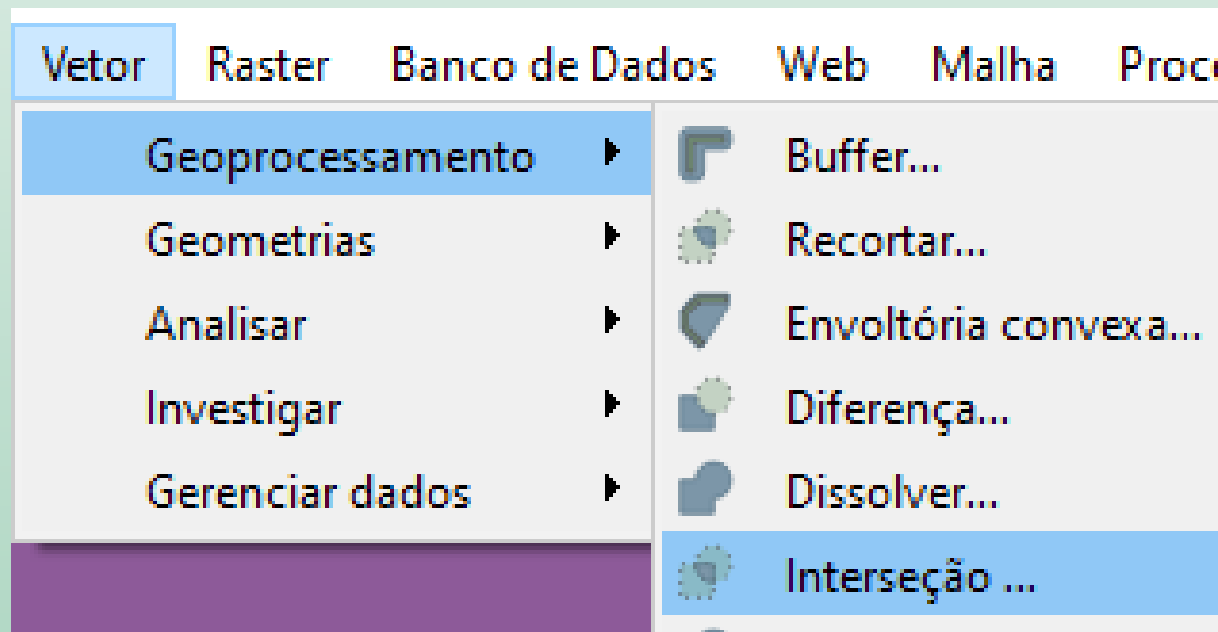 Vetor Raster Banco de Dados Web Malha
Geoprocessamento
Geometrias
Analisar
Investigar
Gerenciar dados
Buffer...
Recortar...
Envoltória convexa...
Diferença...
Dissolver...
Interseção ...